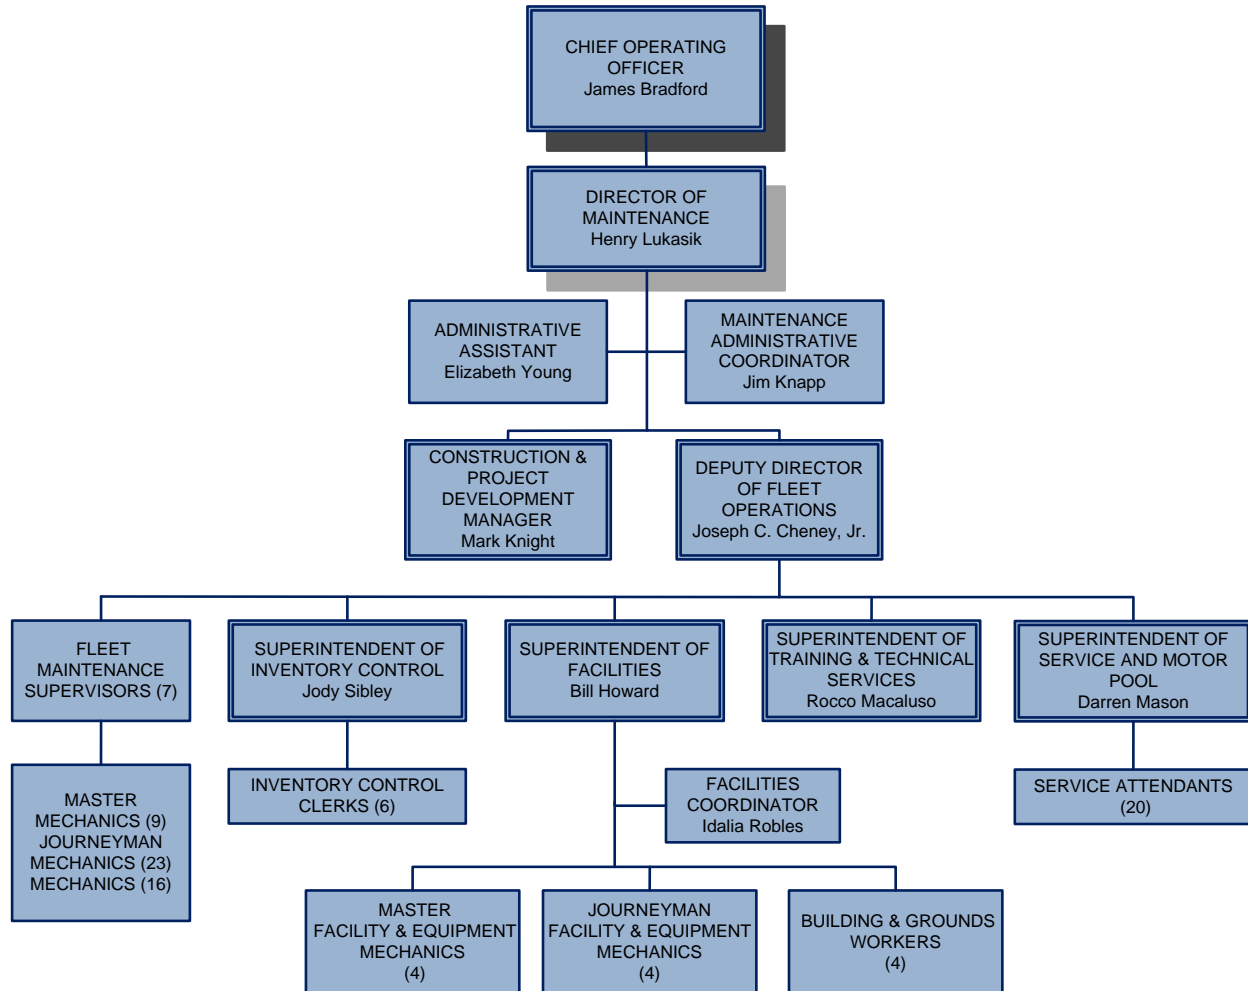 CHIEF OPERATING
OFFICER
James Bradford
DIRECTOR OF
MAINTENANCE
Henry Lukasik
ADMINISTRATIVE
ASSISTANT
Elizabeth Young
MAINTENANCE
ADMINISTRATIVE
COORDINATOR
Jim Knapp
CONSTRUCTION &
PROJECT
DEVELOPMENT
MANAGER
Mark Knight
DEPUTY DIRECTOR
OF FLEET
OPERATIONS
Joseph C. Cheney, Jr.
FLEET
MAINTENANCE
SUPERVISORS (7)
SUPERINTENDENT OF
INVENTORY CONTROL
Jody Sibley
SUPERINTENDENT OF
FACILITIES
Bill Howard
SUPERINTENDENT OF
TRAINING & TECHNICAL
SERVICES
Rocco Macaluso
SUPERINTENDENT OF
SERVICE AND MOTOR
POOL
Darren Mason
MASTER
MECHANICS (9)
JOURNEYMAN
MECHANICS (23)
MECHANICS (16)
INVENTORY CONTROL
CLERKS (6)
FACILITIES
COORDINATOR
Idalia Robles
SERVICE ATTENDANTS
(20)
MASTER
FACILITY & EQUIPMENT
MECHANICS
(4)
JOURNEYMAN
FACILITY & EQUIPMENT
MECHANICS
(4)
BUILDING & GROUNDS
WORKERS
(4)